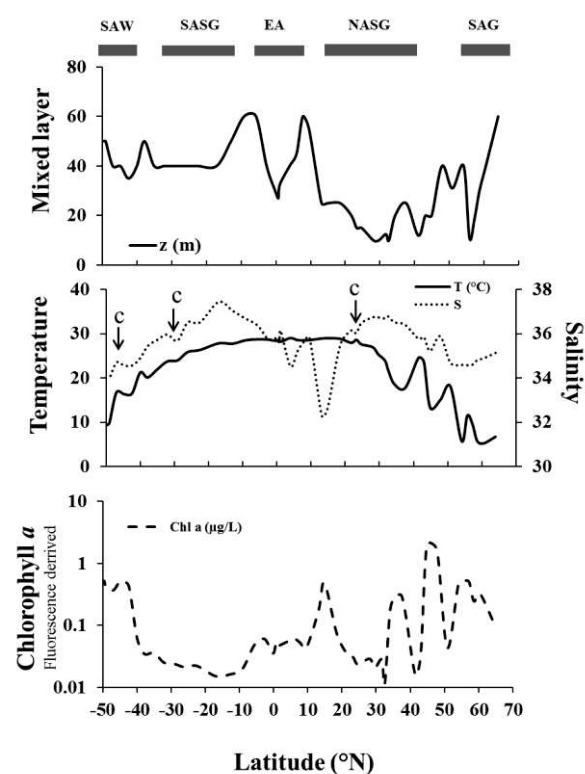 SAW SASG EA NASG SAG
80
60
40
20
0
Mixed layer
z (m)
40
30
20
10
0
Temperature
C C C
T (°C)
S
38
36
34
32
30
Salinity
10
1
0.1
0.01
Chlorophyll a
Fluorescence derrived
Chl a (µg/L)
-50 -40 -30 -20 -10 0 10 20 30 40 50 60 70
Latitude (°N)